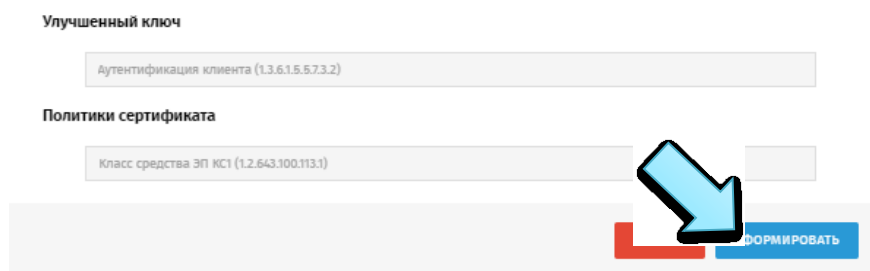 Улучшенный ключ
Аутентификация клиента (1.3.6.1.5.5.7.3.2)
Политики сертификата
Класс средства ЭП КС1 (1.2.643.100.113.1)
ФОРМИРОВАТЬ